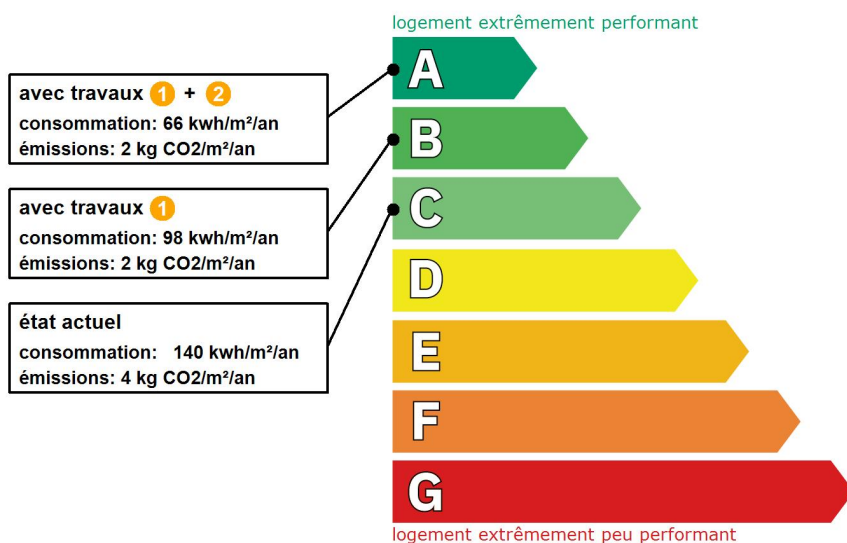 logement extrêmement performant
avec travaux 1 + 2
consommation: 66 kwh/m²/an
émissions: 2 kg CO2/m²/an
avec travaux 1
consommation: 98 kwh/m²/an
émissions: 2 kg CO2/m²/an
état actuel
consommation: 140 kwh/m²/an
émissions: 4 kg CO2/m²/an
A
B
C
D
E
F
G
logement extrêmement peu performant